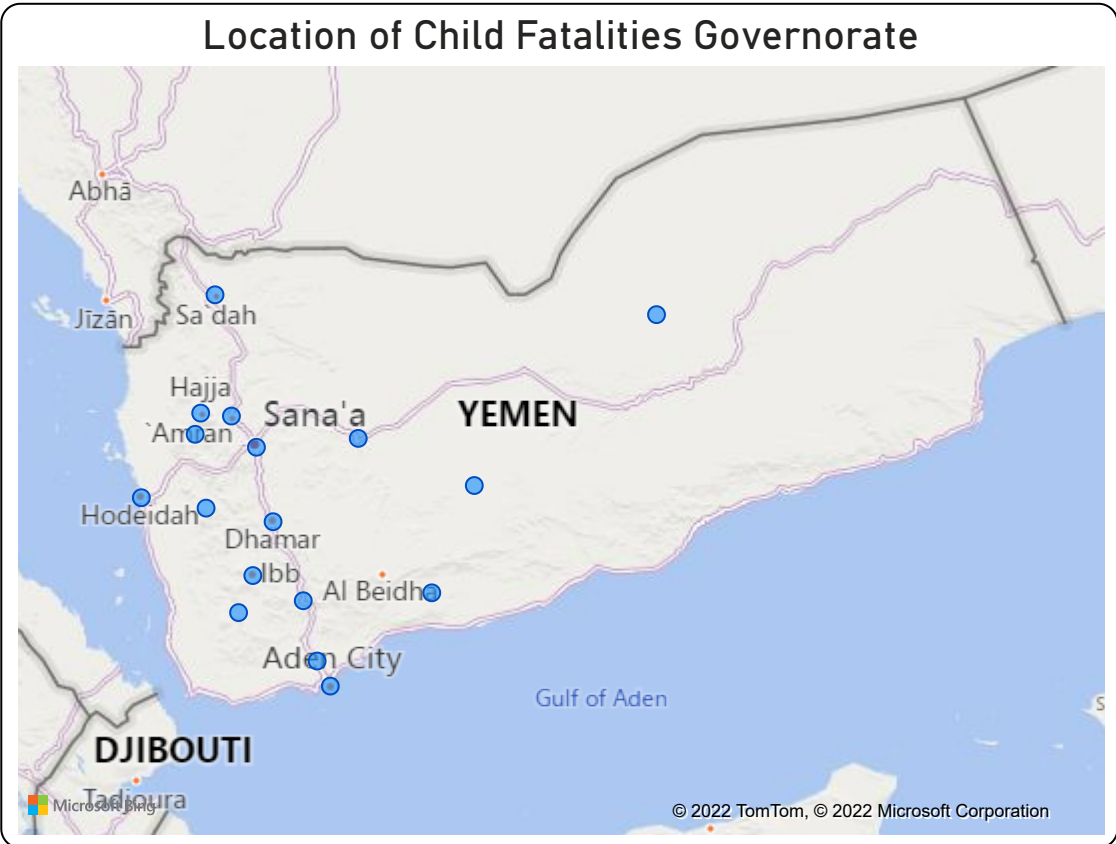 Location of Child Fatalities Governorate
Abhā
Jīzān
Sa`dah
Hajja
Sana'a
YEMEN
`Amran
Hodeidah
Dhamar
Ibb
Al Beidha
Aden City
Gulf of Aden
S
DJIBOUTI
Tadjoura
Microsoft Bing
© 2022 TomTom, © 2022 Microsoft Corporation